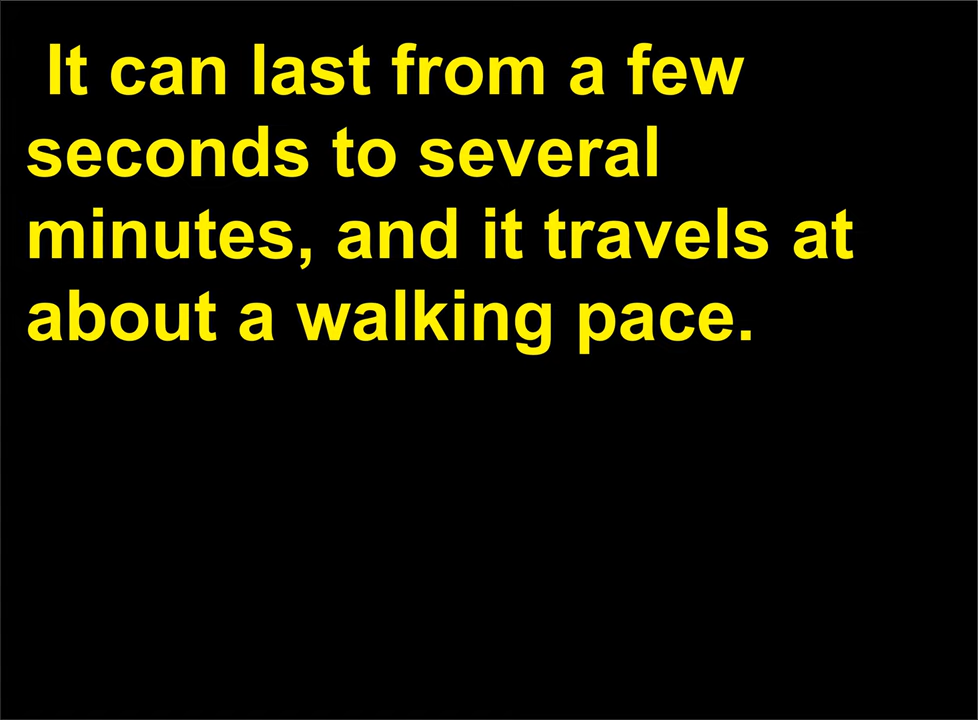 It can last from a few
seconds to several
minutes, and it travels at
about a walking pace.